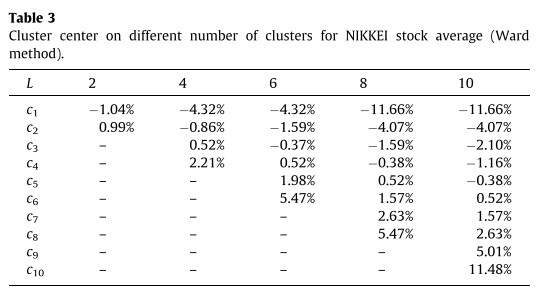 Table 3
Cluster center on different number of clusters for NIKKEI stock average (Ward
method).
L 2 4 6 8 10
c1 −1.04% −4.32% −4.32% −11.66% −11.66%
c2 0.99% −0.86% −1.59% −4.07% −4.07%
c3 – 0.52% −0.37% −1.59% −2.10%
c4 – 2.21% 0.52% −0.38% −1.16%
c5 – – 1.98% 0.52% −0.38%
c6 – – 5.47% 1.57% 0.52%
c7 – – – 2.63% 1.57%
c8 – – – 5.47% 2.63%
c9 – – – – 5.01%
c10 – – – – 11.48%